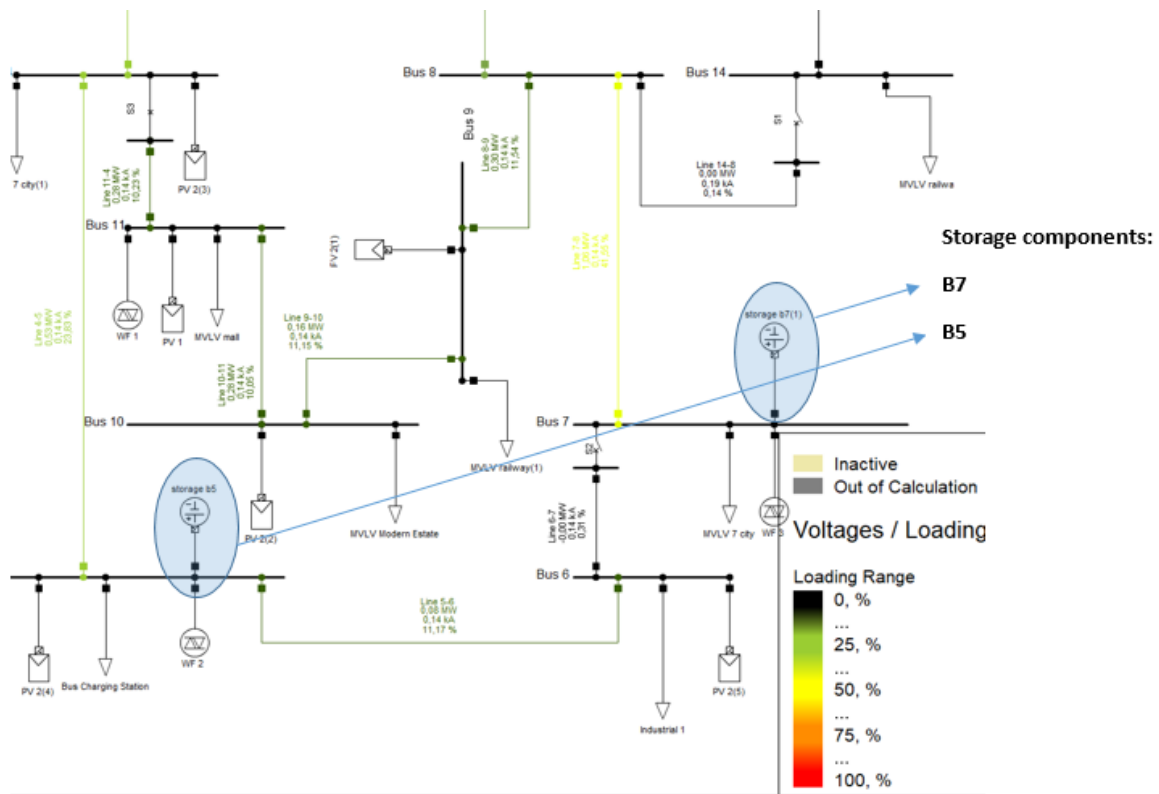 Bus 8
Bus 14
S3
Bus 9
S1
Line 8-9
0,30 MW
0,14 kA
11,54 %
Line 11-4
0,28 MW
0,14 kA
10,23 %
Line 14-8
0,00 MW
0,19 kA
0,14 %
7 city(1)
PV 2(3)
MVLV railwa
Bus 11
Storage components:
PV 2(1)
B7
storage b7(1)
B5
Line 4-5
0,53 MW
0,14 kA
23,83 %
WF 1
PV 1
MVLV mall
Line 9-10
0,16 MW
0,14 kA
11,15 %
Line 10-11
0,28 MW
0,14 kA
10,05 %
Bus 10
Bus 7
MVLV railway(1)
Inactive
Out of Calculation
storage b5
PV 2(2)
MVLV Modern Estate
Line 6-7
-0,00 MW
0,14 kA
0,31 %
MVLV 7 city
WF 3
Voltages / Loading
Bus 6
Loading Range
0, %
...
25, %
...
50, %
...
75, %
...
100, %
Line 5-6
0,08 MW
0,14 kA
11,17 %
WF 2
PV 2(4)
Bus Charging Station
PV 2(5)
Industrial 1